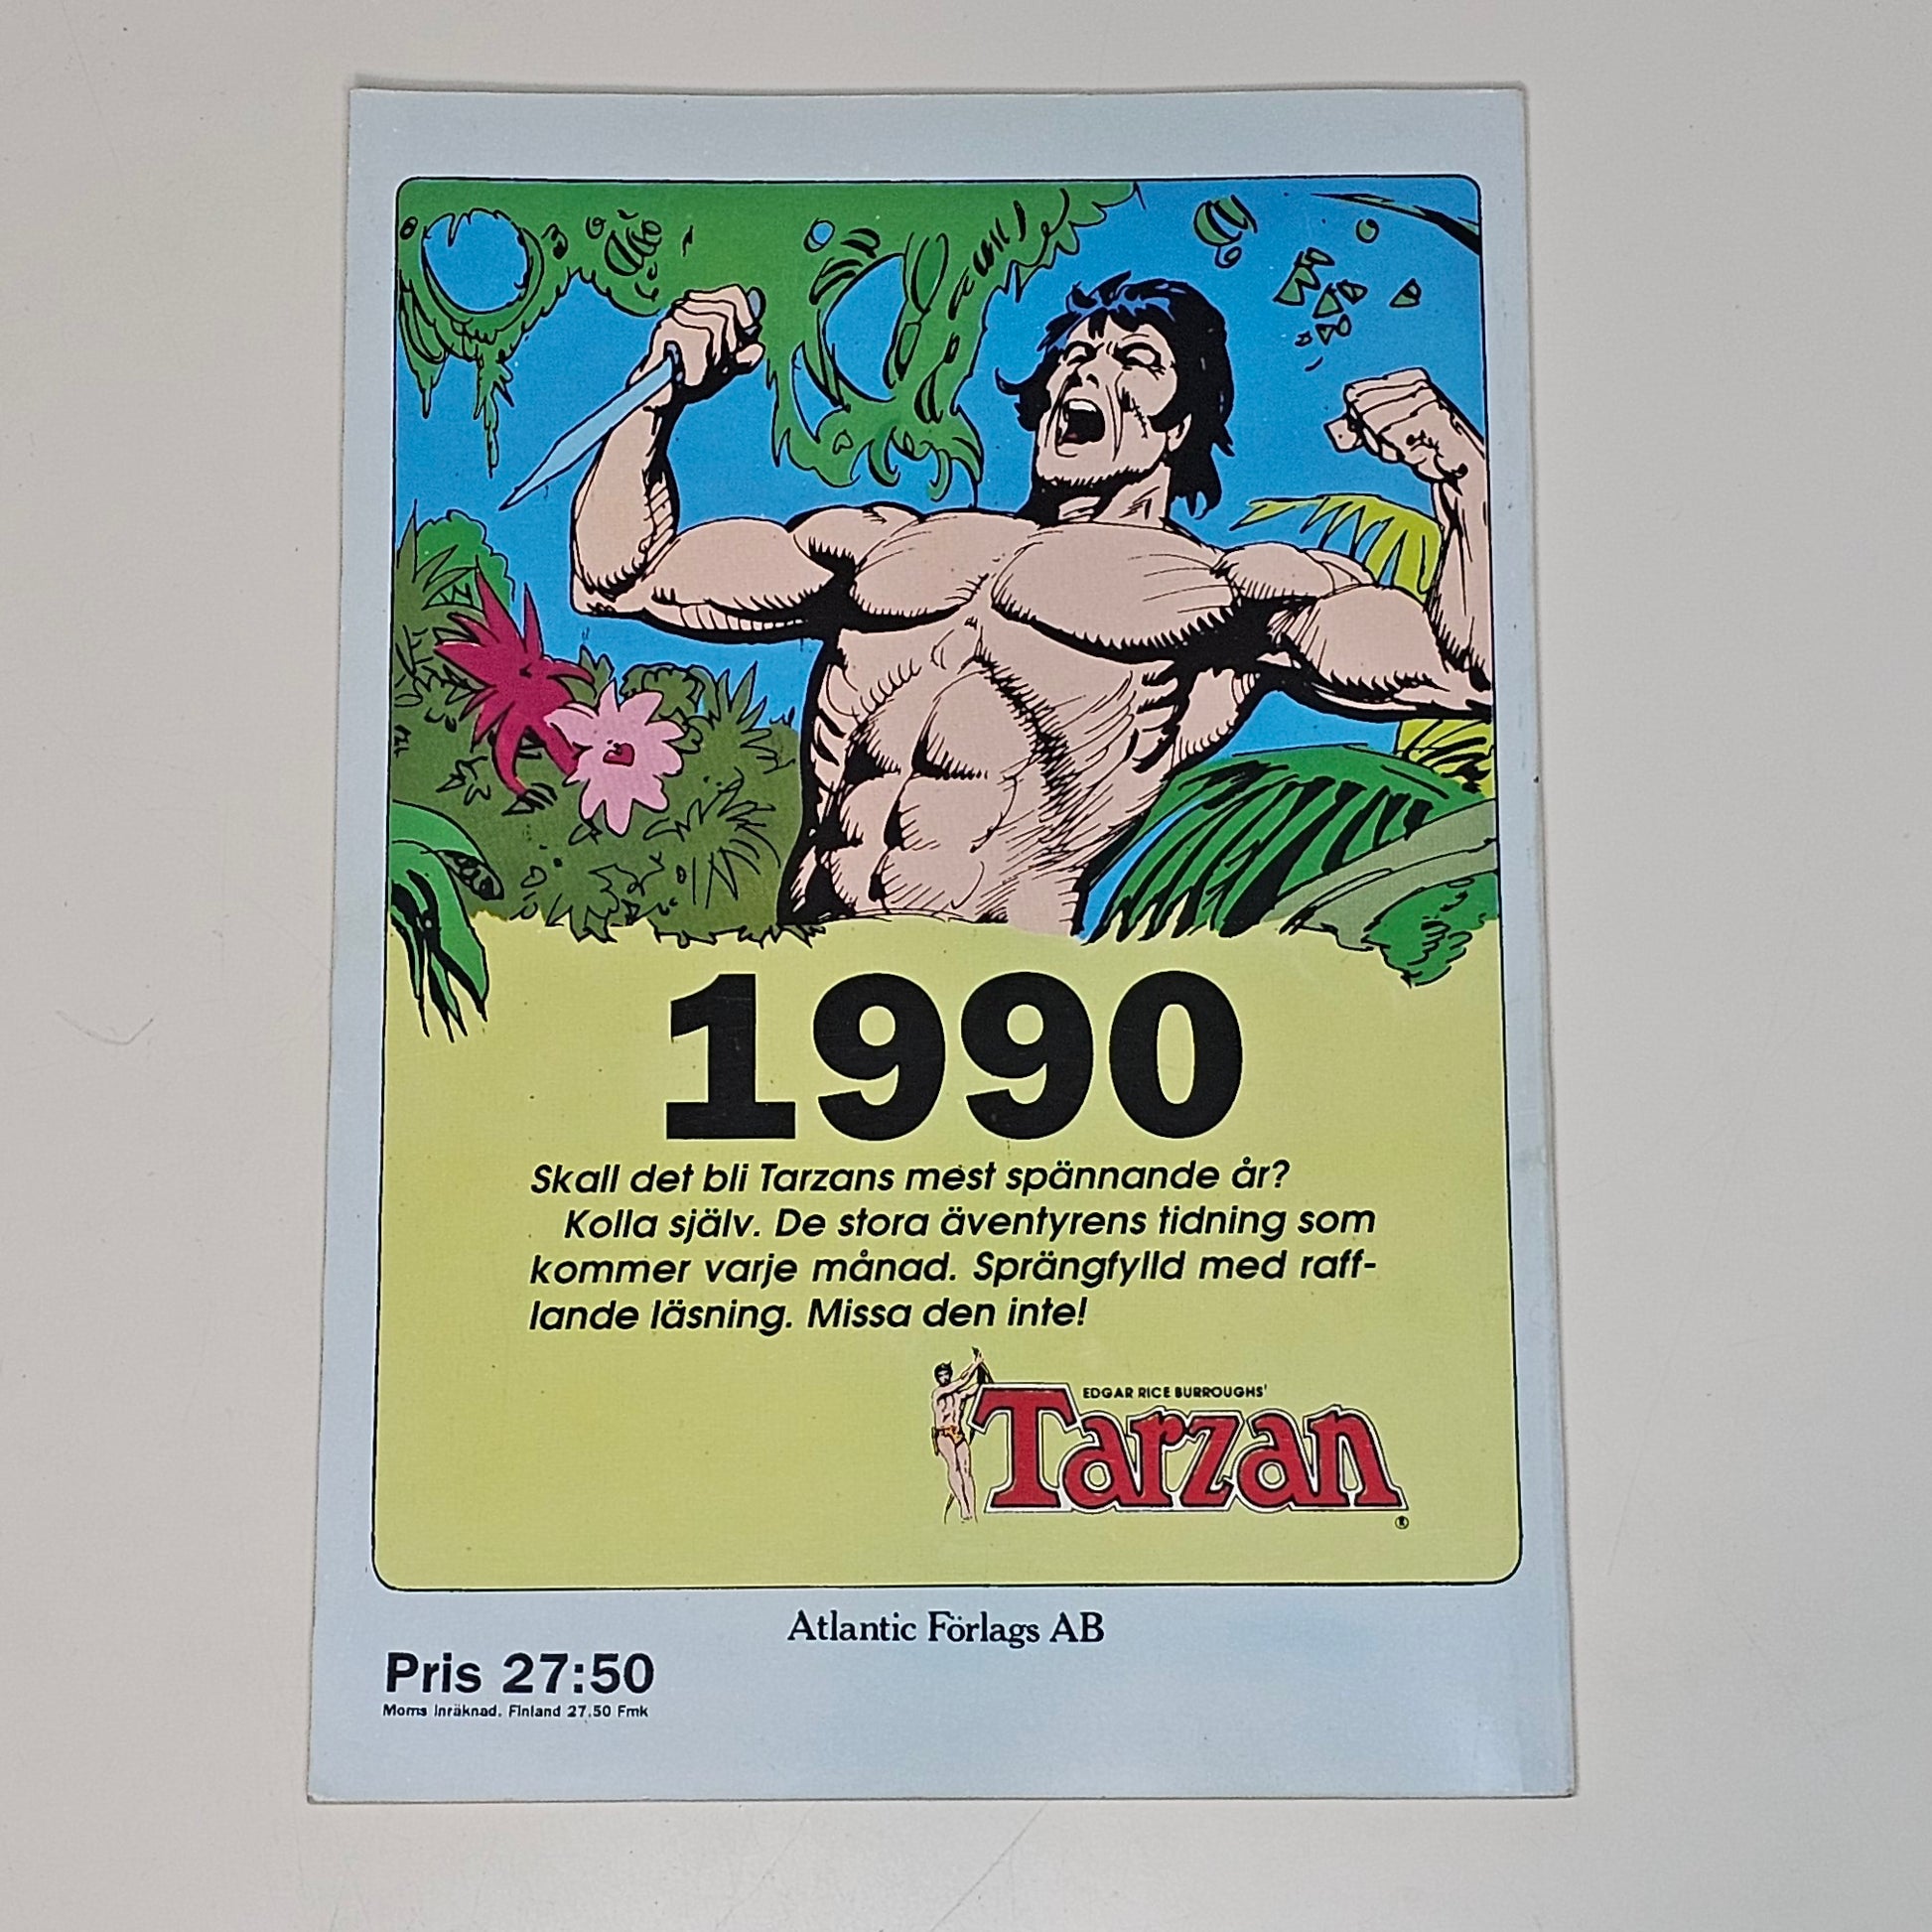 1990
Skall det bli Tarzans mest spännande år?
Kolla själv. De stora äventyrens tidning som
kommer varje månad. Sprängfylld med raff-
lande läsning. Missa den inte!
EDGAR RICE BURROUGHS'
Tarzan
®
Atlantic Förlags AB
Pris 27:50
Moms inräknad. Finland 27.50 Fmk